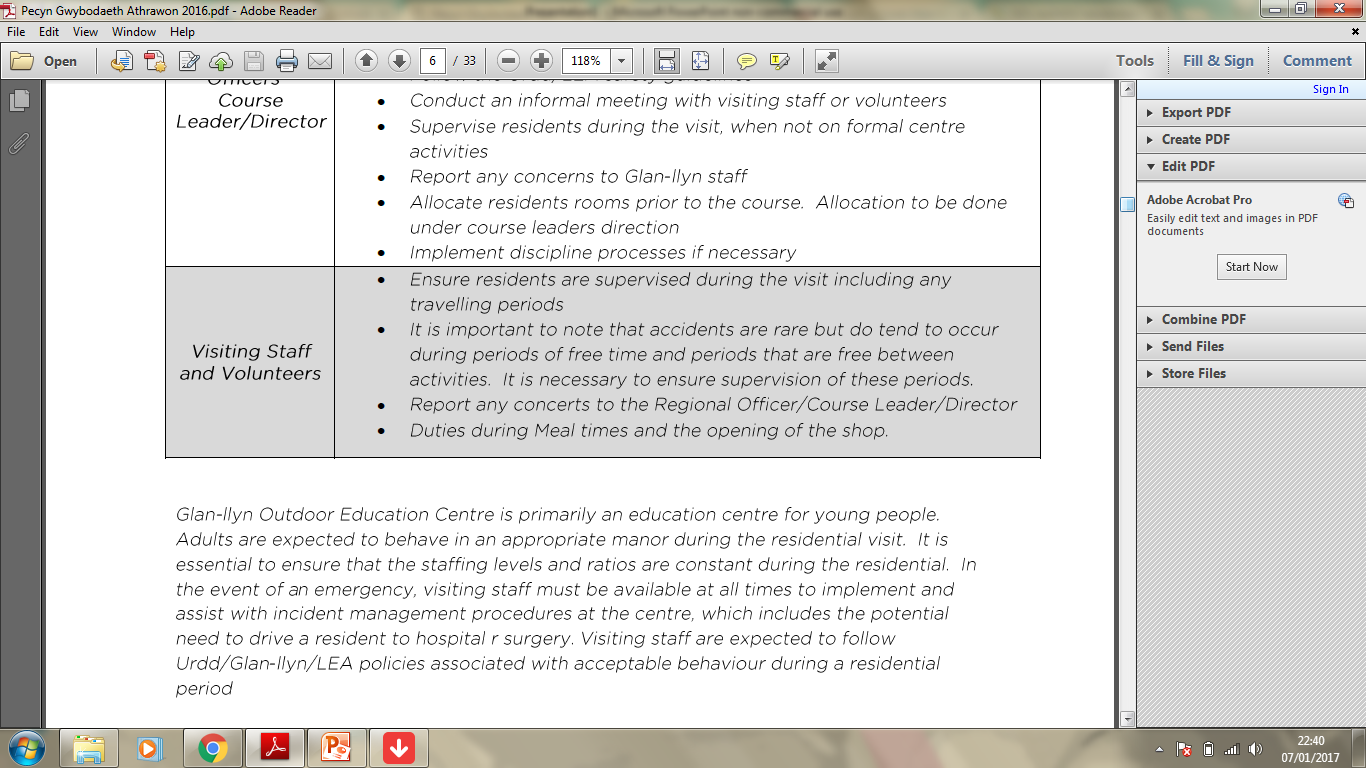 Pecyn Gwybodaeth Athrawon 2016.pdf - Adobe Reader
File Edit View Window Help
Open 6 / 33 118% Tools Fill & Sign Comment
Sign In
Export PDF
Create PDF
Edit PDF
Adobe Acrobat Pro
Easily edit text and images in PDF
documents
Start Now
Combine PDF
Send Files
Store Files
Officers
Course
Leader/Director
• Conduct an informal meeting with visiting staff or volunteers
• Supervise residents during the visit, when not on formal centre
activities
• Report any concerns to Glan-llyn staff
• Allocate residents rooms prior to the course. Allocation to be done
under course leaders direction
• Implement discipline processes if necessary
Visiting Staff
and Volunteers
• Ensure residents are supervised during the visit including any
travelling periods
• It is important to note that accidents are rare but do tend to occur
during periods of free time and periods that are free between
activities. It is necessary to ensure supervision of these periods.
• Report any concerts to the Regional Officer/Course Leader/Director
• Duties during Meal times and the opening of the shop.
Glan-llyn Outdoor Education Centre is primarily an education centre for young people.
Adults are expected to behave in an appropriate manor during the residential visit. It is
essential to ensure that the staffing levels and ratios are constant during the residential. In
the event of an emergency, visiting staff must be available at all times to implement and
assist with incident management procedures at the centre, which includes the potential
need to drive a resident to hospital r surgery. Visiting staff are expected to follow
Urdd/Glan-llyn/LEA policies associated with acceptable behaviour during a residential
period
22:40
07/01/2017